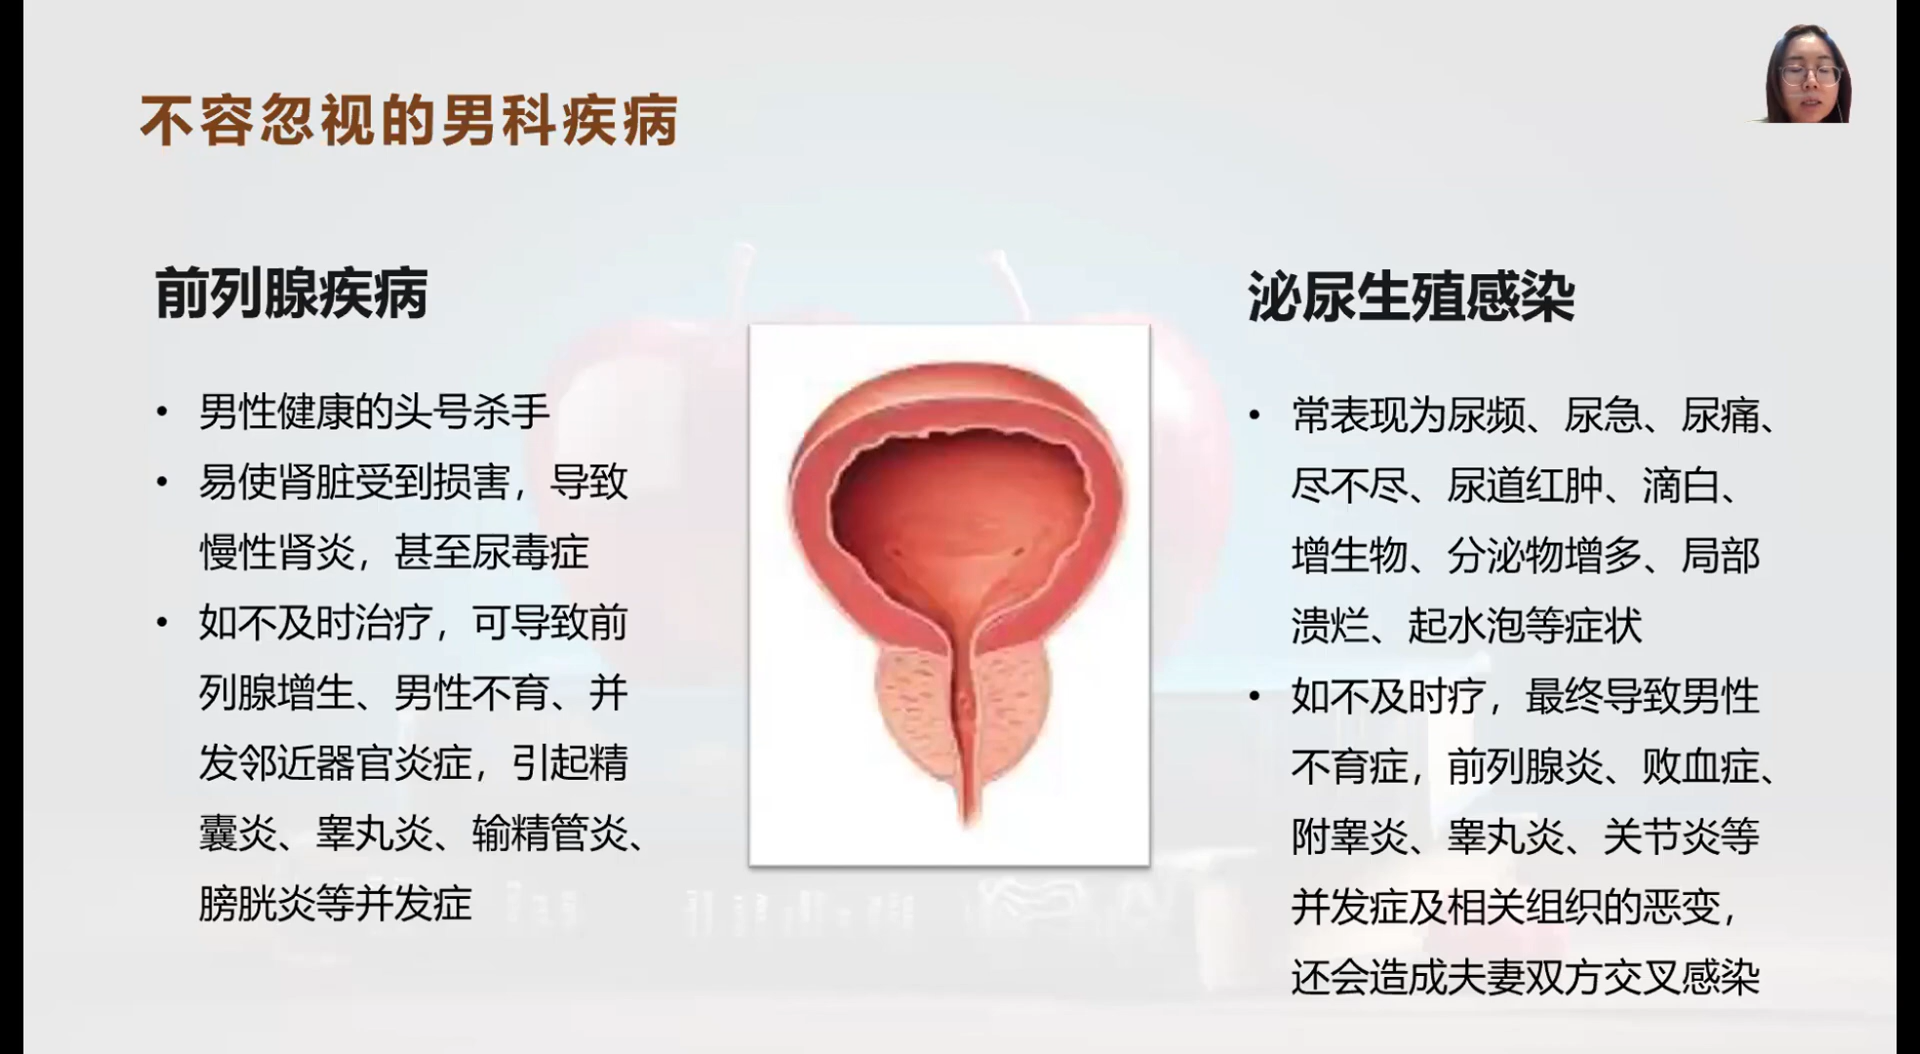 不容忽视的男科疾病
前列腺疾病
• 男性健康的头号杀手
• 易使肾脏受到损害，导致
慢性肾炎，甚至尿毒症
• 如不及时治疗，可导致前
列腺增生、男性不育、并
发邻近器官炎症，引起精
囊炎、睾丸炎、输精管炎、
膀胱炎等并发症
泌尿生殖感染
• 常表现为尿频、尿急、尿痛、
尽不尽、尿道红肿、滴白、
增生物、分泌物增多、局部
溃烂、起水泡等症状
• 如不及时疗，最终导致男性
不育症，前列腺炎、败血症、
附睾炎、睾丸炎、关节炎等
并发症及相关组织的恶变，
还会造成夫妻双方交叉感染